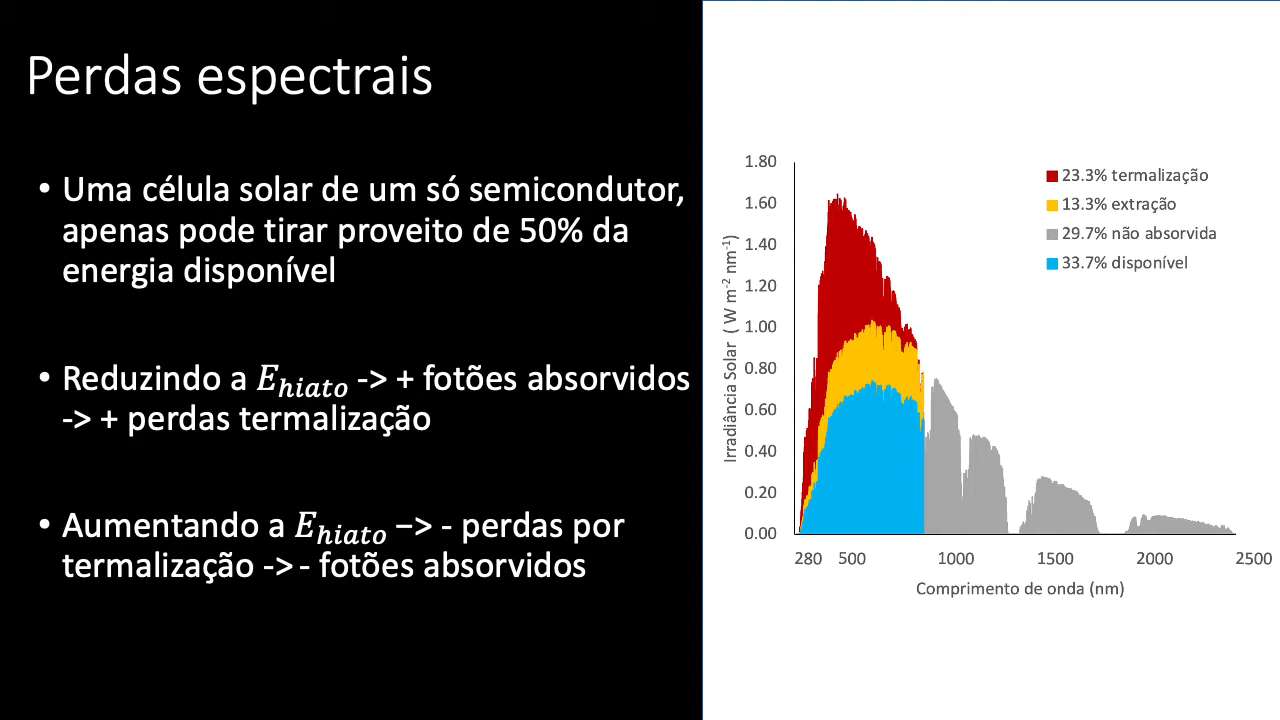 Perdas espectrais
• Uma célula solar de um só semicondutor,
apenas pode tirar proveito de 50% da
energia disponível
• Reduzindo a E_hiato -> + fotões absorvidos
-> + perdas termalização
• Aumentando a E_hiato −> - perdas por
termalização -> - fotões absorvidos
1.80
1.60
1.40
1.20
1.00
0.80
0.60
0.40
0.20
0.00
Irradiância Solar ( W m⁻² nm⁻¹)
23.3% termalização
13.3% extração
29.7% não absorvida
33.7% disponível
280 500 1000 1500 2000 2500
Comprimento de onda (nm)